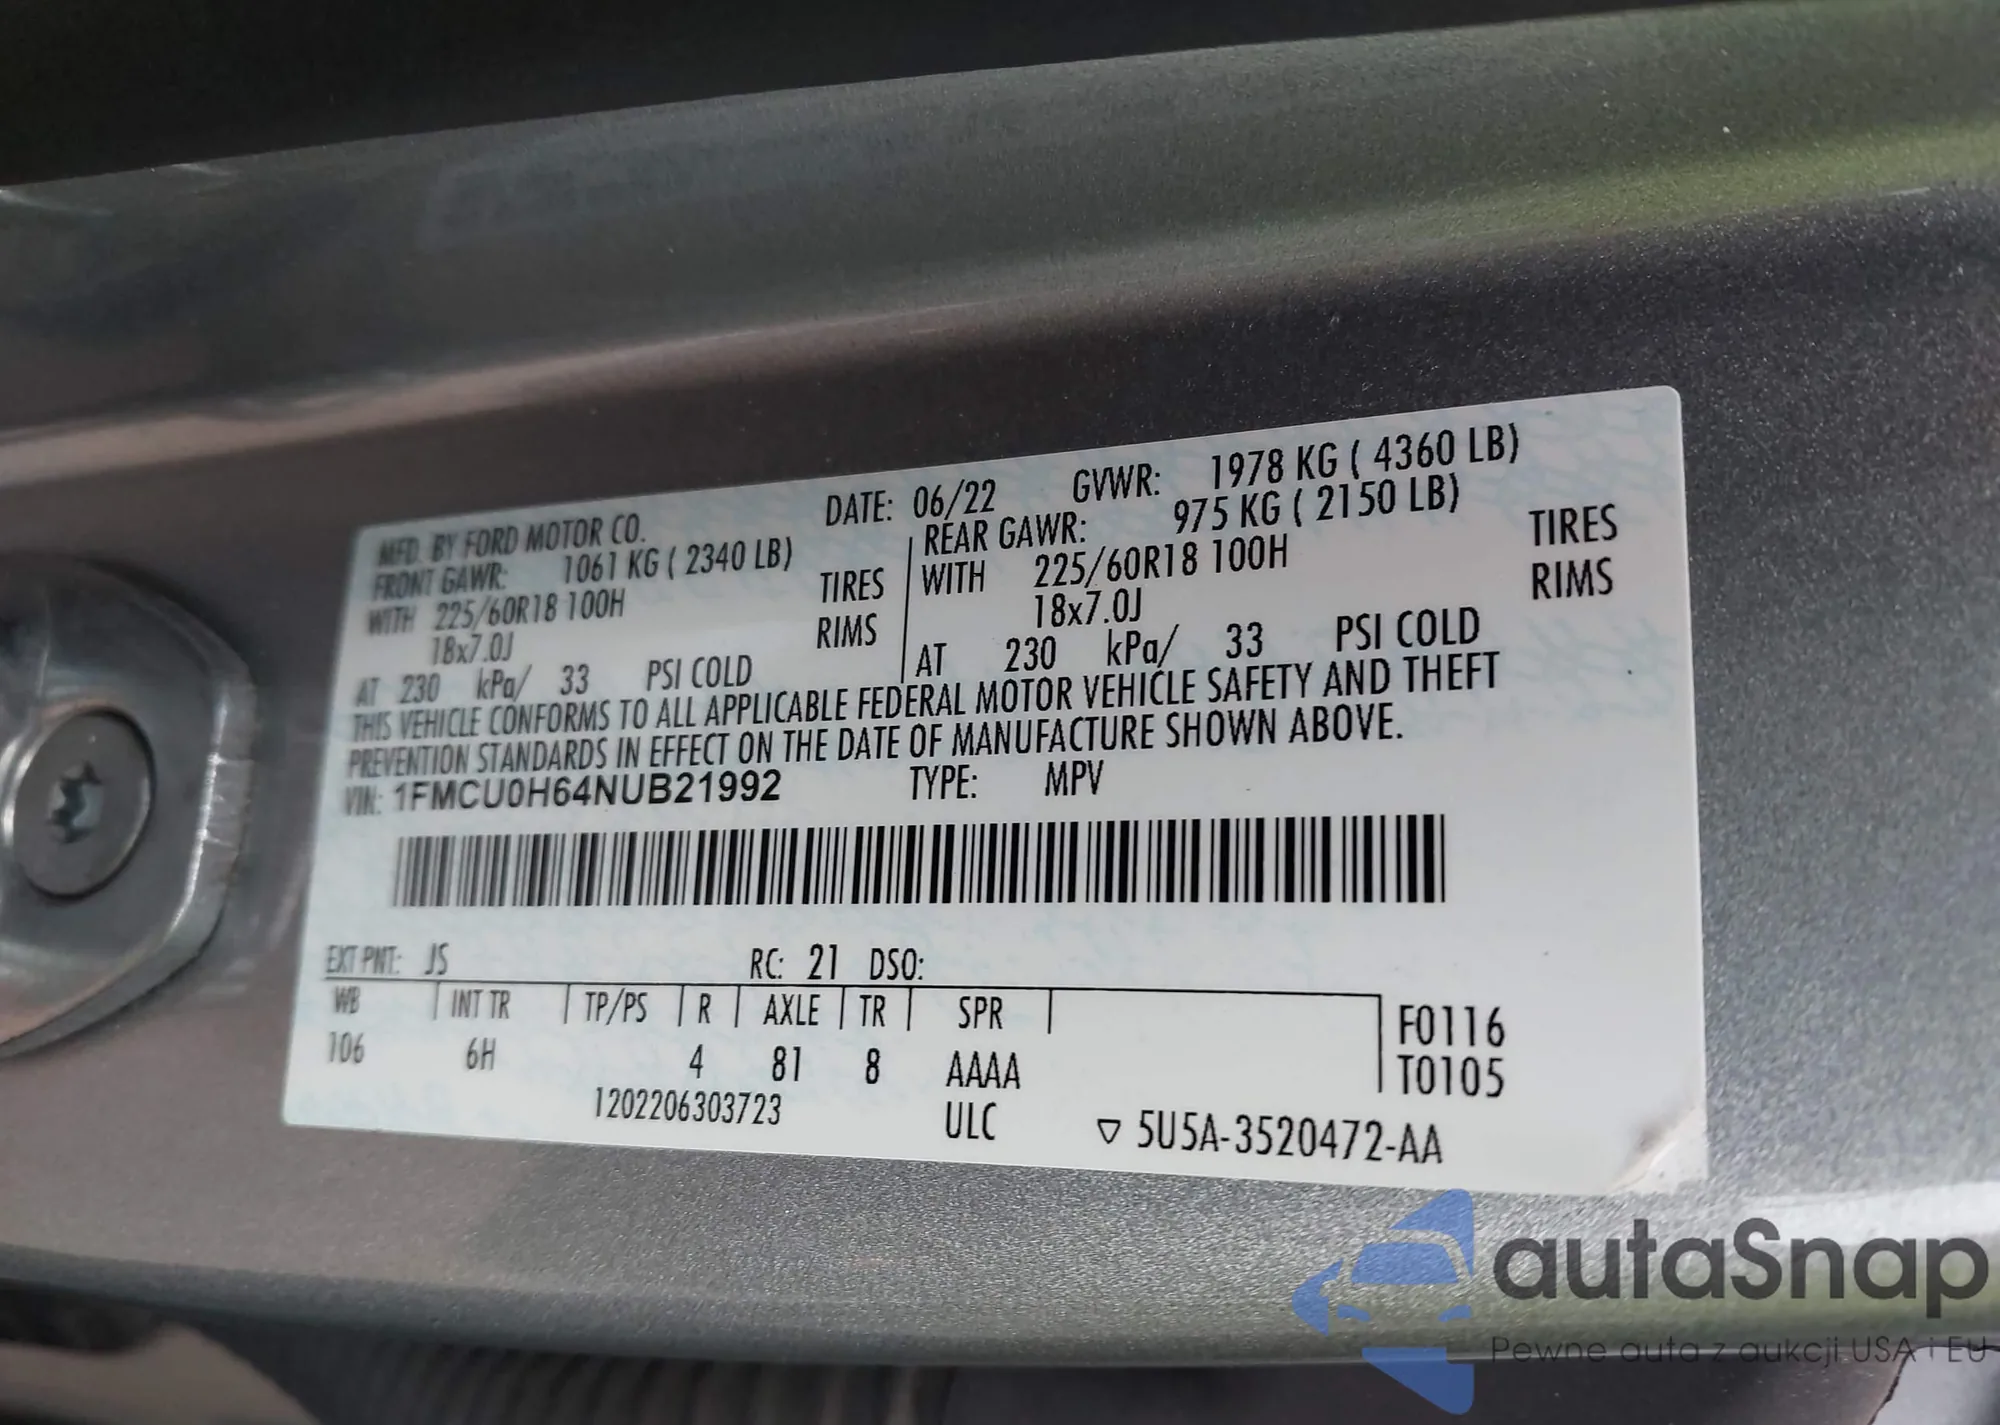 MFD. BY FORD MOTOR CO. DATE: 06/22 GVWR: 1978 KG ( 4360 LB)
FRONT GAWR: 1061 KG ( 2340 LB) REAR GAWR: 975 KG ( 2150 LB)
WITH 225/60R18 100H TIRES WITH 225/60R18 100H TIRES
18x7.0J RIMS 18x7.0J RIMS
AT 230 kPa/ 33 PSI COLD AT 230 kPa/ 33 PSI COLD
THIS VEHICLE CONFORMS TO ALL APPLICABLE FEDERAL MOTOR VEHICLE SAFETY AND THEFT
PREVENTION STANDARDS IN EFFECT ON THE DATE OF MANUFACTURE SHOWN ABOVE.
VIN: 1FMCU0H64NUB21992 TYPE: MPV
EXT PNT: JS RC: 21 DSO:
WB INT TR TP/PS R AXLE TR SPR F0116
106 6H 4 81 8 AAAA T0105
1202206303723 ULC ▽ 5U5A-3520472-AA
autaSnap
Pewne auta z aukcji USA i EU